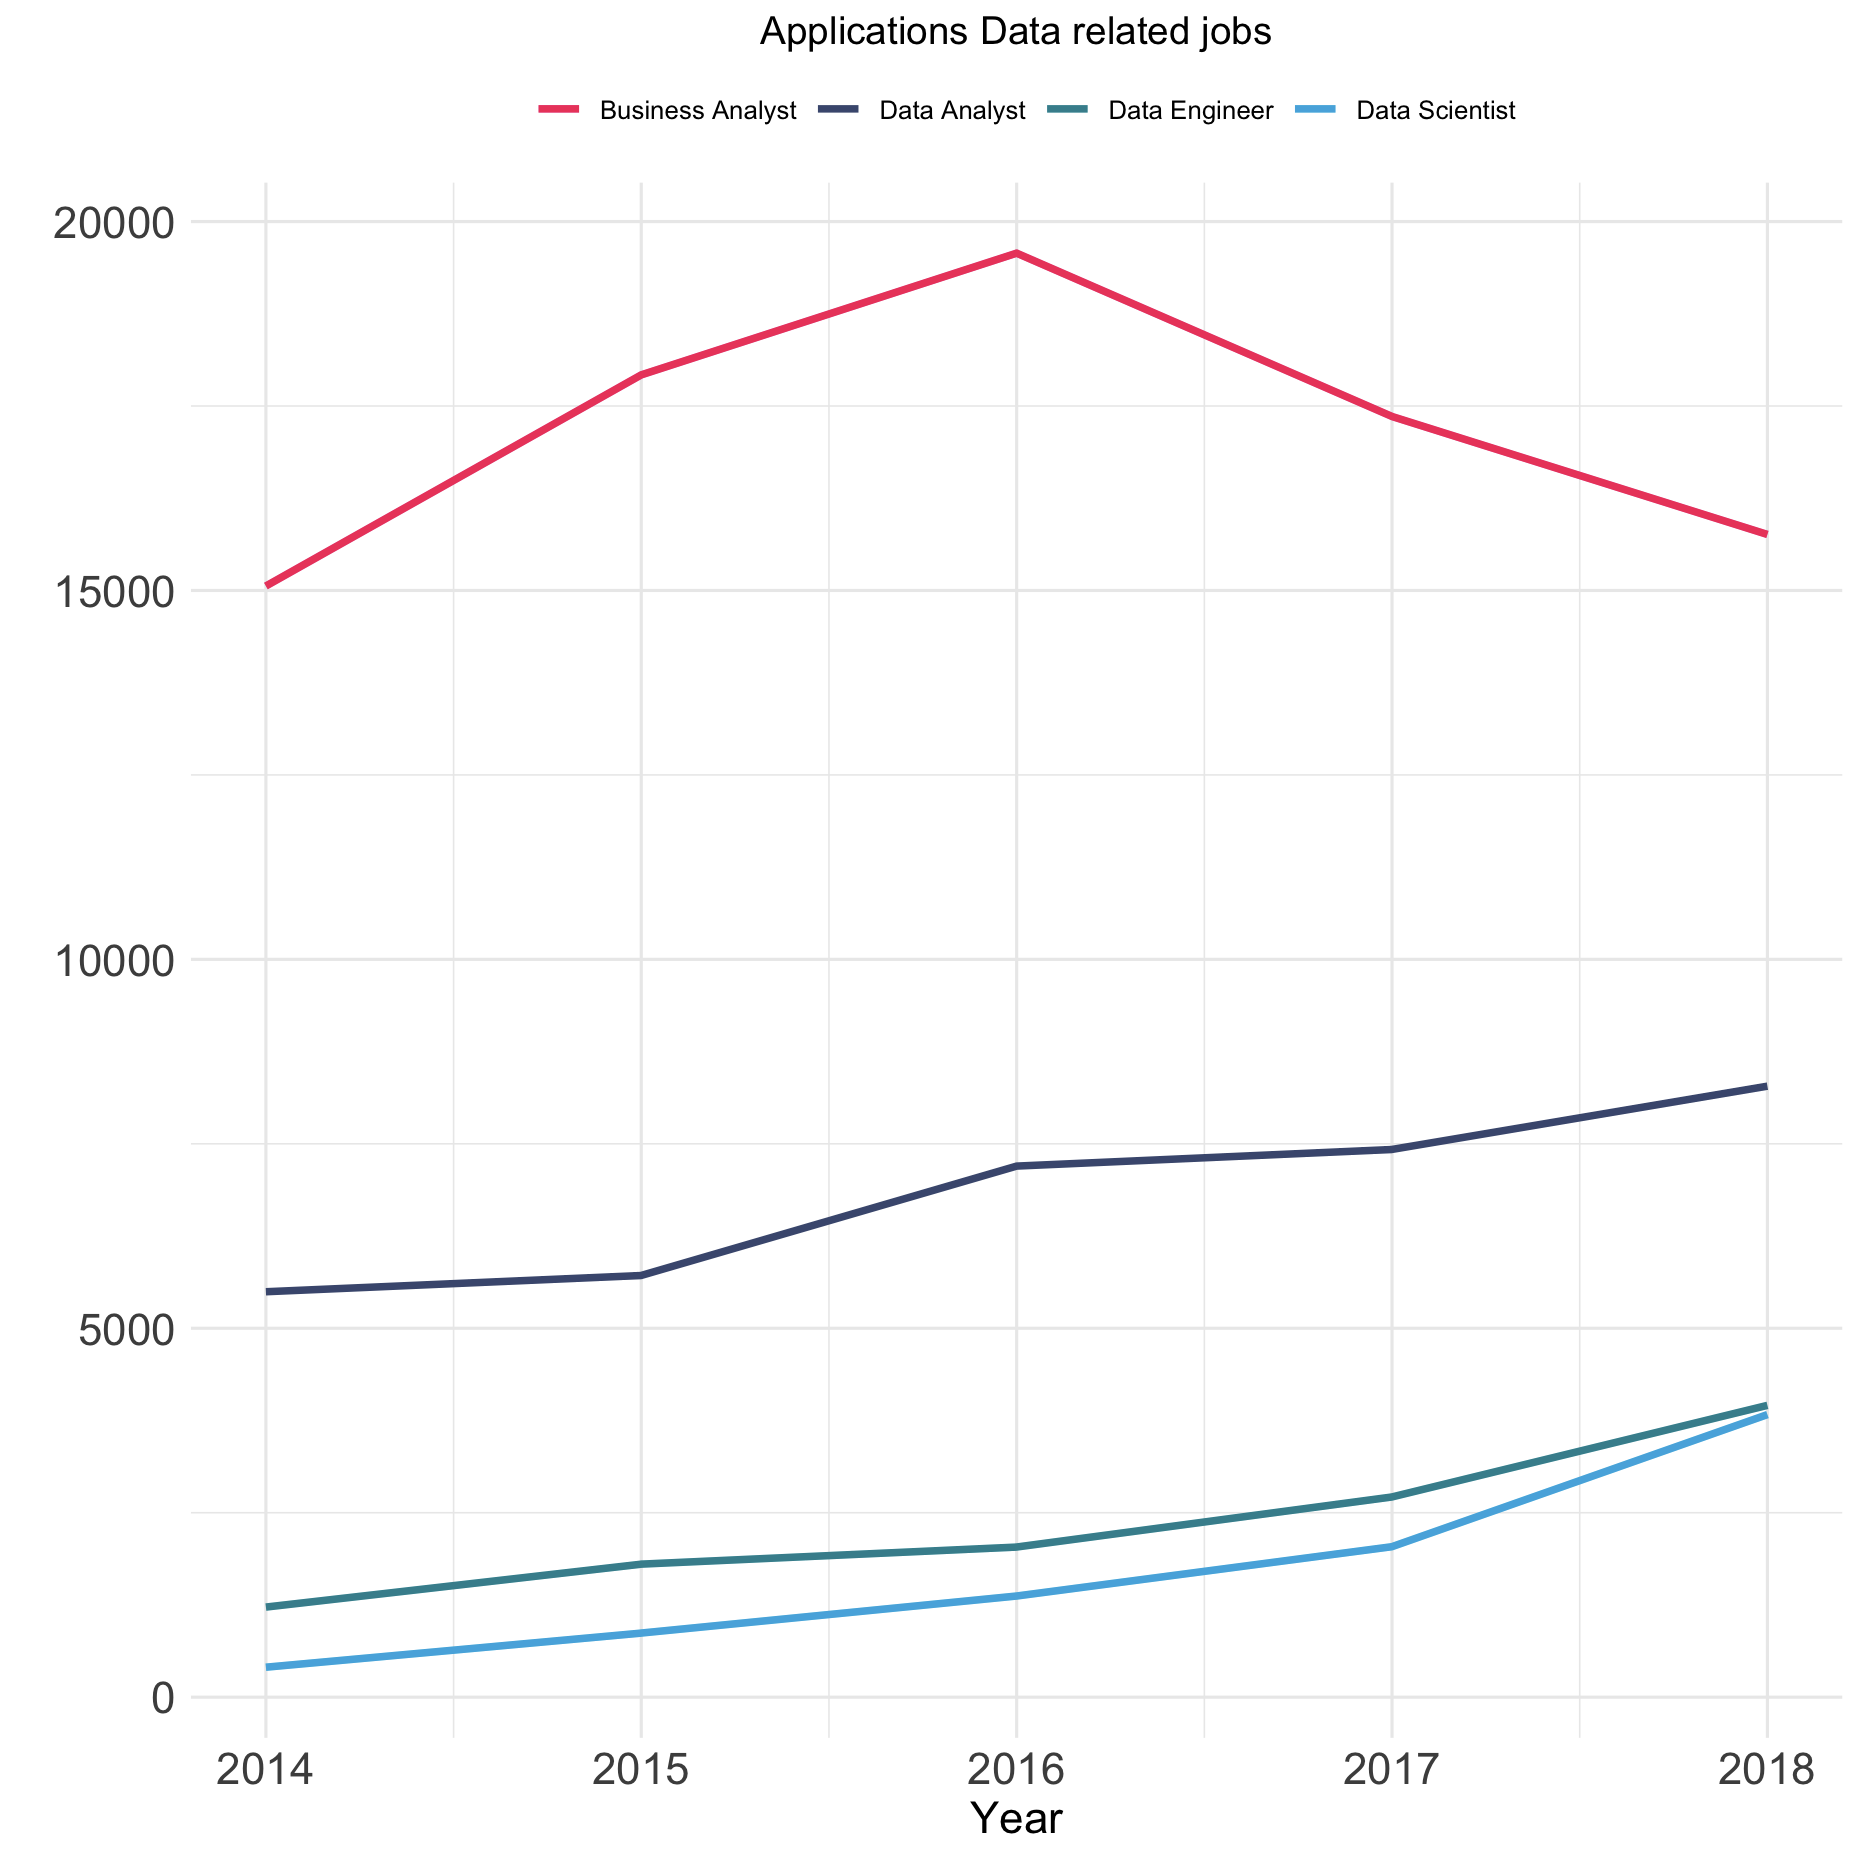 Applications Data related jobs
Business Analyst Data Analyst Data Engineer Data Scientist
20000
15000
10000
5000
0
2014 2015 2016 2017 2018
Year